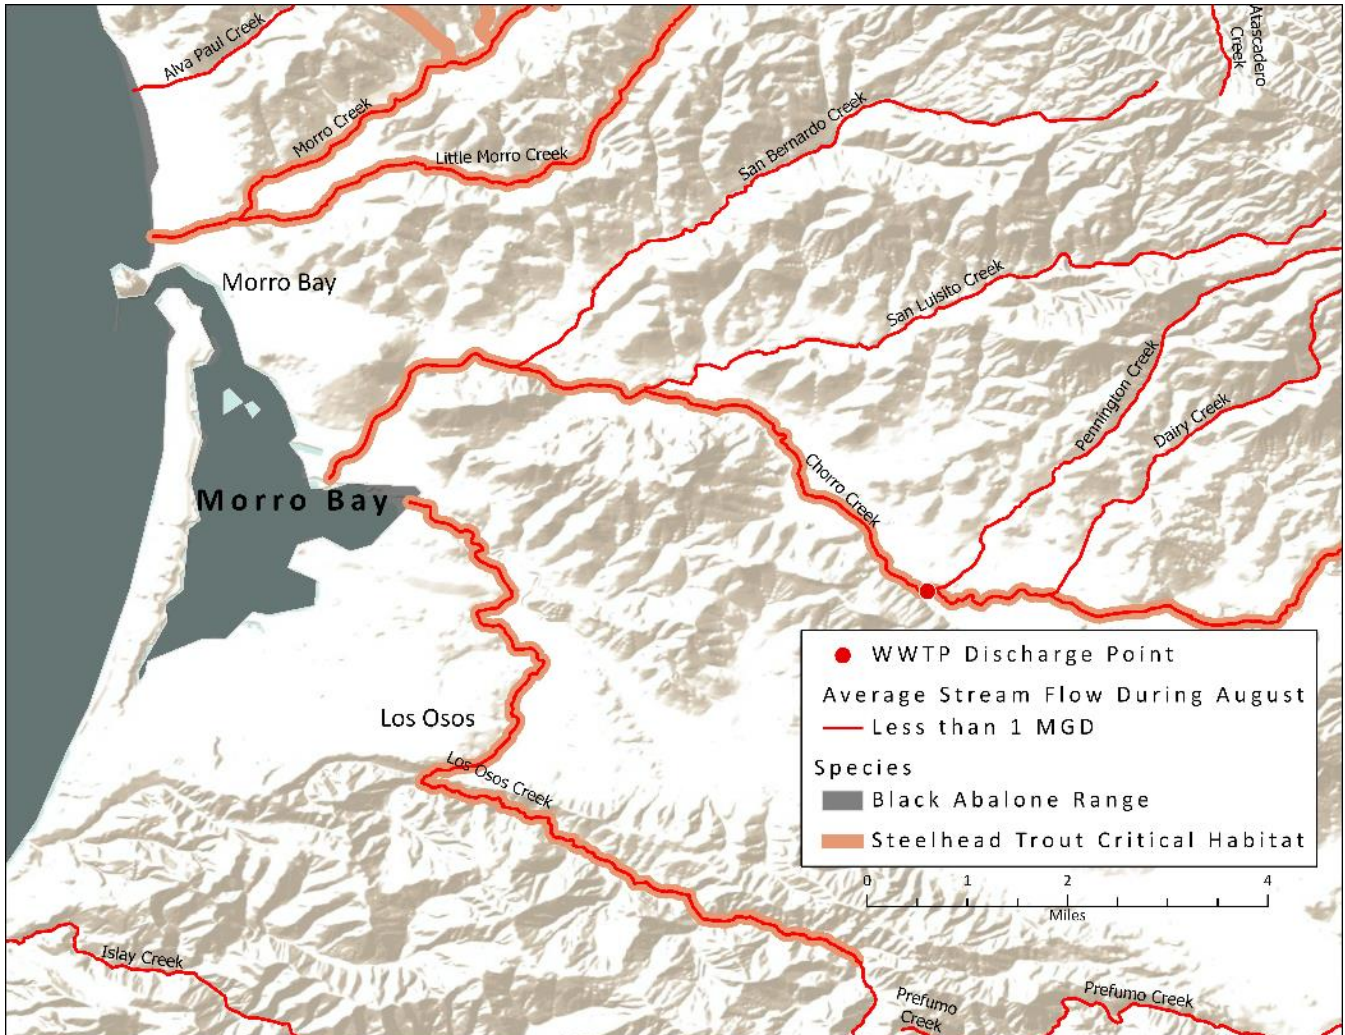 Alva Paul Creek
Atascadero
Creek
Morro Creek
Little Morro Creek
San Bernardo Creek
Morro Bay
San Luisito Creek
Pennington Creek
Dairy Creek
Morro Bay
Chorro Creek
Los Osos
Los Osos Creek
WWTP Discharge Point
Average Stream Flow During August
Less than 1 MGD
Species
Black Abalone Range
Steelhead Trout Critical Habitat
0 1 2 4
Miles
Islay Creek
Prefumo
Creek
Prefumo Creek